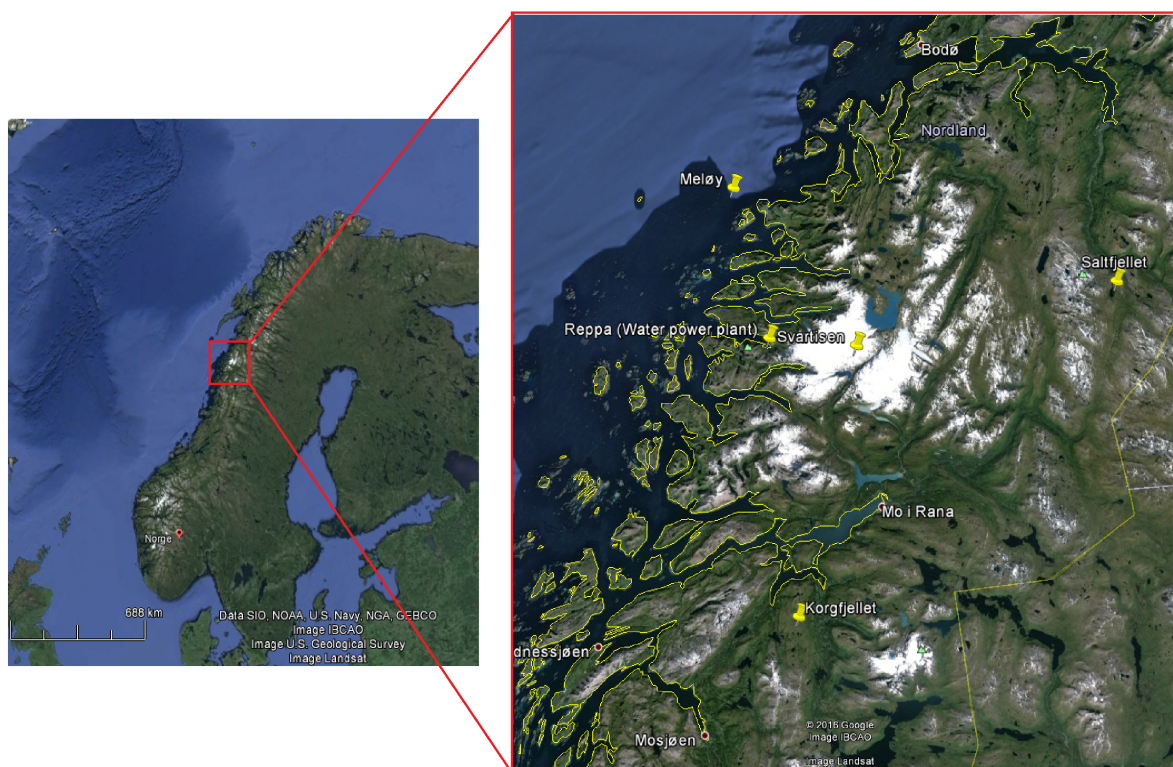 Norge
688 km
Data SIO, NOAA, U.S. Navy, NGA, GEBCO
Image IBCAO
Image U.S. Geological Survey
Image Landsat
Bodø
Nordland
Meløy
Saltfjellet
Reppa (Water power plant)
Svartisen
Mo i Rana
Korgfjellet
dnessjøen
Mosjøen
© 2016 Google
Image IBCAO
Image Landsat